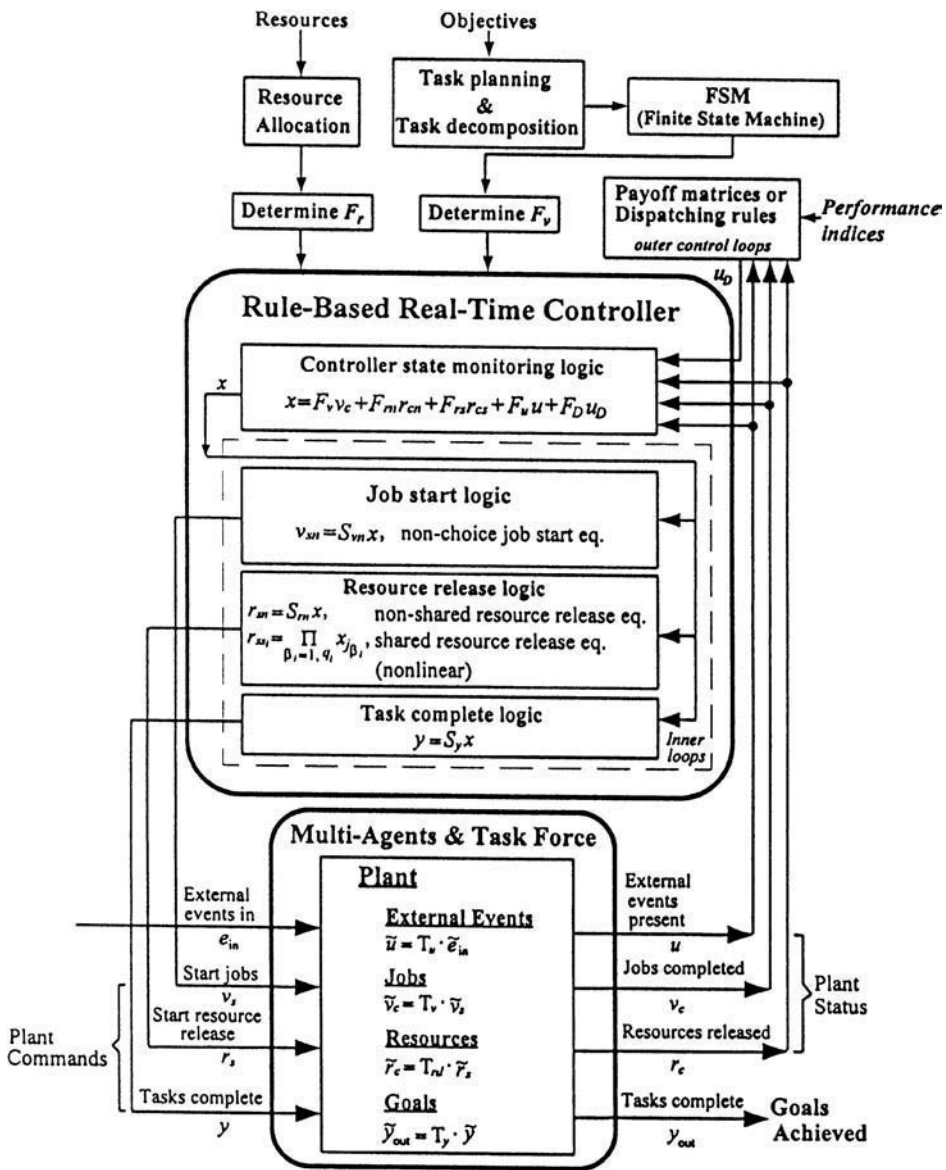 Resources
Objectives
Resource
Allocation
Task planning
&
Task decomposition
FSM
(Finite State Machine)
Determine F_r
Determine F_v
Payoff matrices or
Dispatching rules
outer control loops
Performance
indices
u_D
Rule-Based Real-Time Controller
Controller state monitoring logic
x = F_v v_c + F_rn r_cn + F_rs r_cs + F_u u + F_D u_D
x
Job start logic
v_sn = S_vn x, non-choice job start eq.
Resource release logic
r_sn = S_rn x, non-shared resource release eq.
r_ss_i = ∏ x_j_β_i, shared resource release eq.
β_i=1, q_i
(nonlinear)
Task complete logic
y = S_y x
Inner
loops
Multi-Agents & Task Force
Plant
External Events
ũ = T_u · ẽ_in
Jobs
ṽ_c = T_v · ṽ_s
Resources
r̃_c = T_rd · r̃_s
Goals
ỹ_out = T_y · ỹ
External
events in
e_in
Start jobs
v_s
Start resource
release
r_s
Tasks complete
y
Plant
Commands
External
events
present
u
Jobs completed
v_c
Resources released
r_c
Tasks complete
y_out
Plant
Status
Goals
Achieved